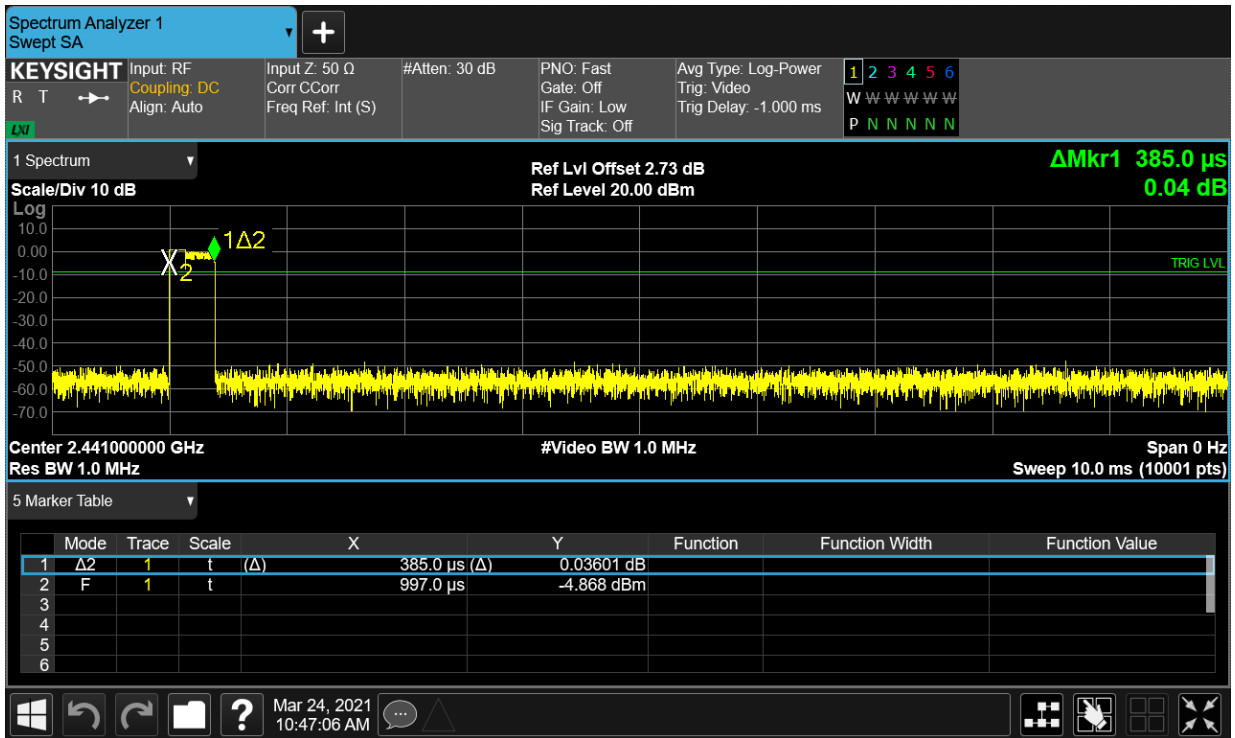 Spectrum Analyzer 1
Swept SA
KEYSIGHT
R T
LXI
Input: RF
Coupling: DC
Align: Auto
Input Z: 50 Ω
Corr CCorr
Freq Ref: Int (S)
#Atten: 30 dB
PNO: Fast
Gate: Off
IF Gain: Low
Sig Track: Off
Avg Type: Log-Power
Trig: Video
Trig Delay: -1.000 ms
1 2 3 4 5 6
W W W W W W
P N N N N N
1 Spectrum
Scale/Div 10 dB
Ref Lvl Offset 2.73 dB
Ref Level 20.00 dBm
ΔMkr1 385.0 µs
0.04 dB
Log
10.0
0.00
-10.0
-20.0
-30.0
-40.0
-50.0
-60.0
-70.0
1Δ2
X2
TRIG LVL
Center 2.441000000 GHz
Res BW 1.0 MHz
#Video BW 1.0 MHz
Span 0 Hz
Sweep 10.0 ms (10001 pts)
5 Marker Table
Mode Trace Scale X Y Function Function Width Function Value
1 Δ2 1 t (Δ) 385.0 µs (Δ) 0.03601 dB
2 F 1 t 997.0 µs -4.868 dBm
3
4
5
6
?
Mar 24, 2021
10:47:06 AM